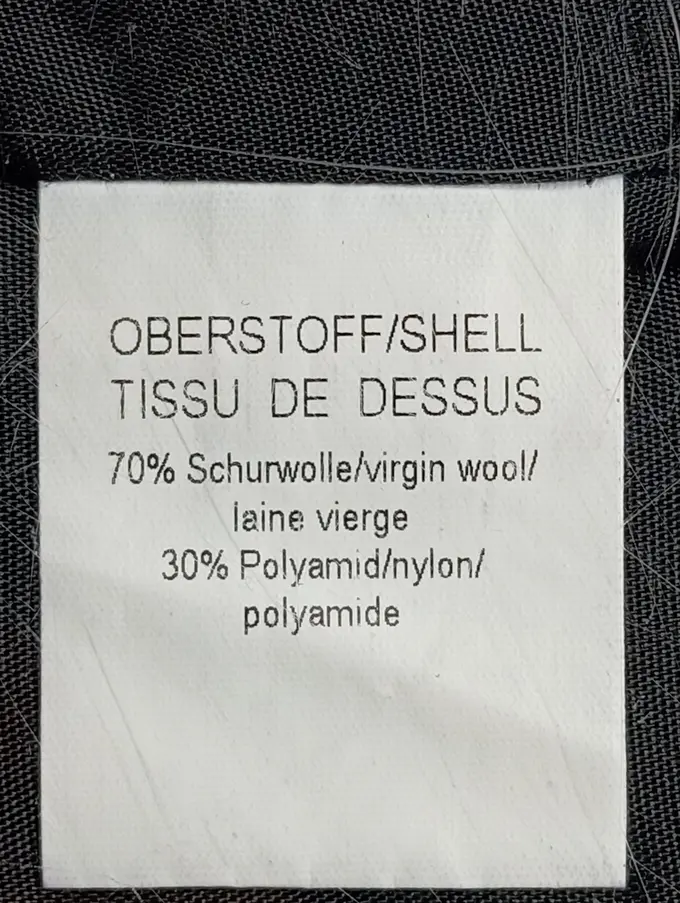 OBERSTOFF/SHELL
TISSU DE DESSUS
70% Schurwolle/virgin wool/
laine vierge
30% Polyamid/nylon/
polyamide